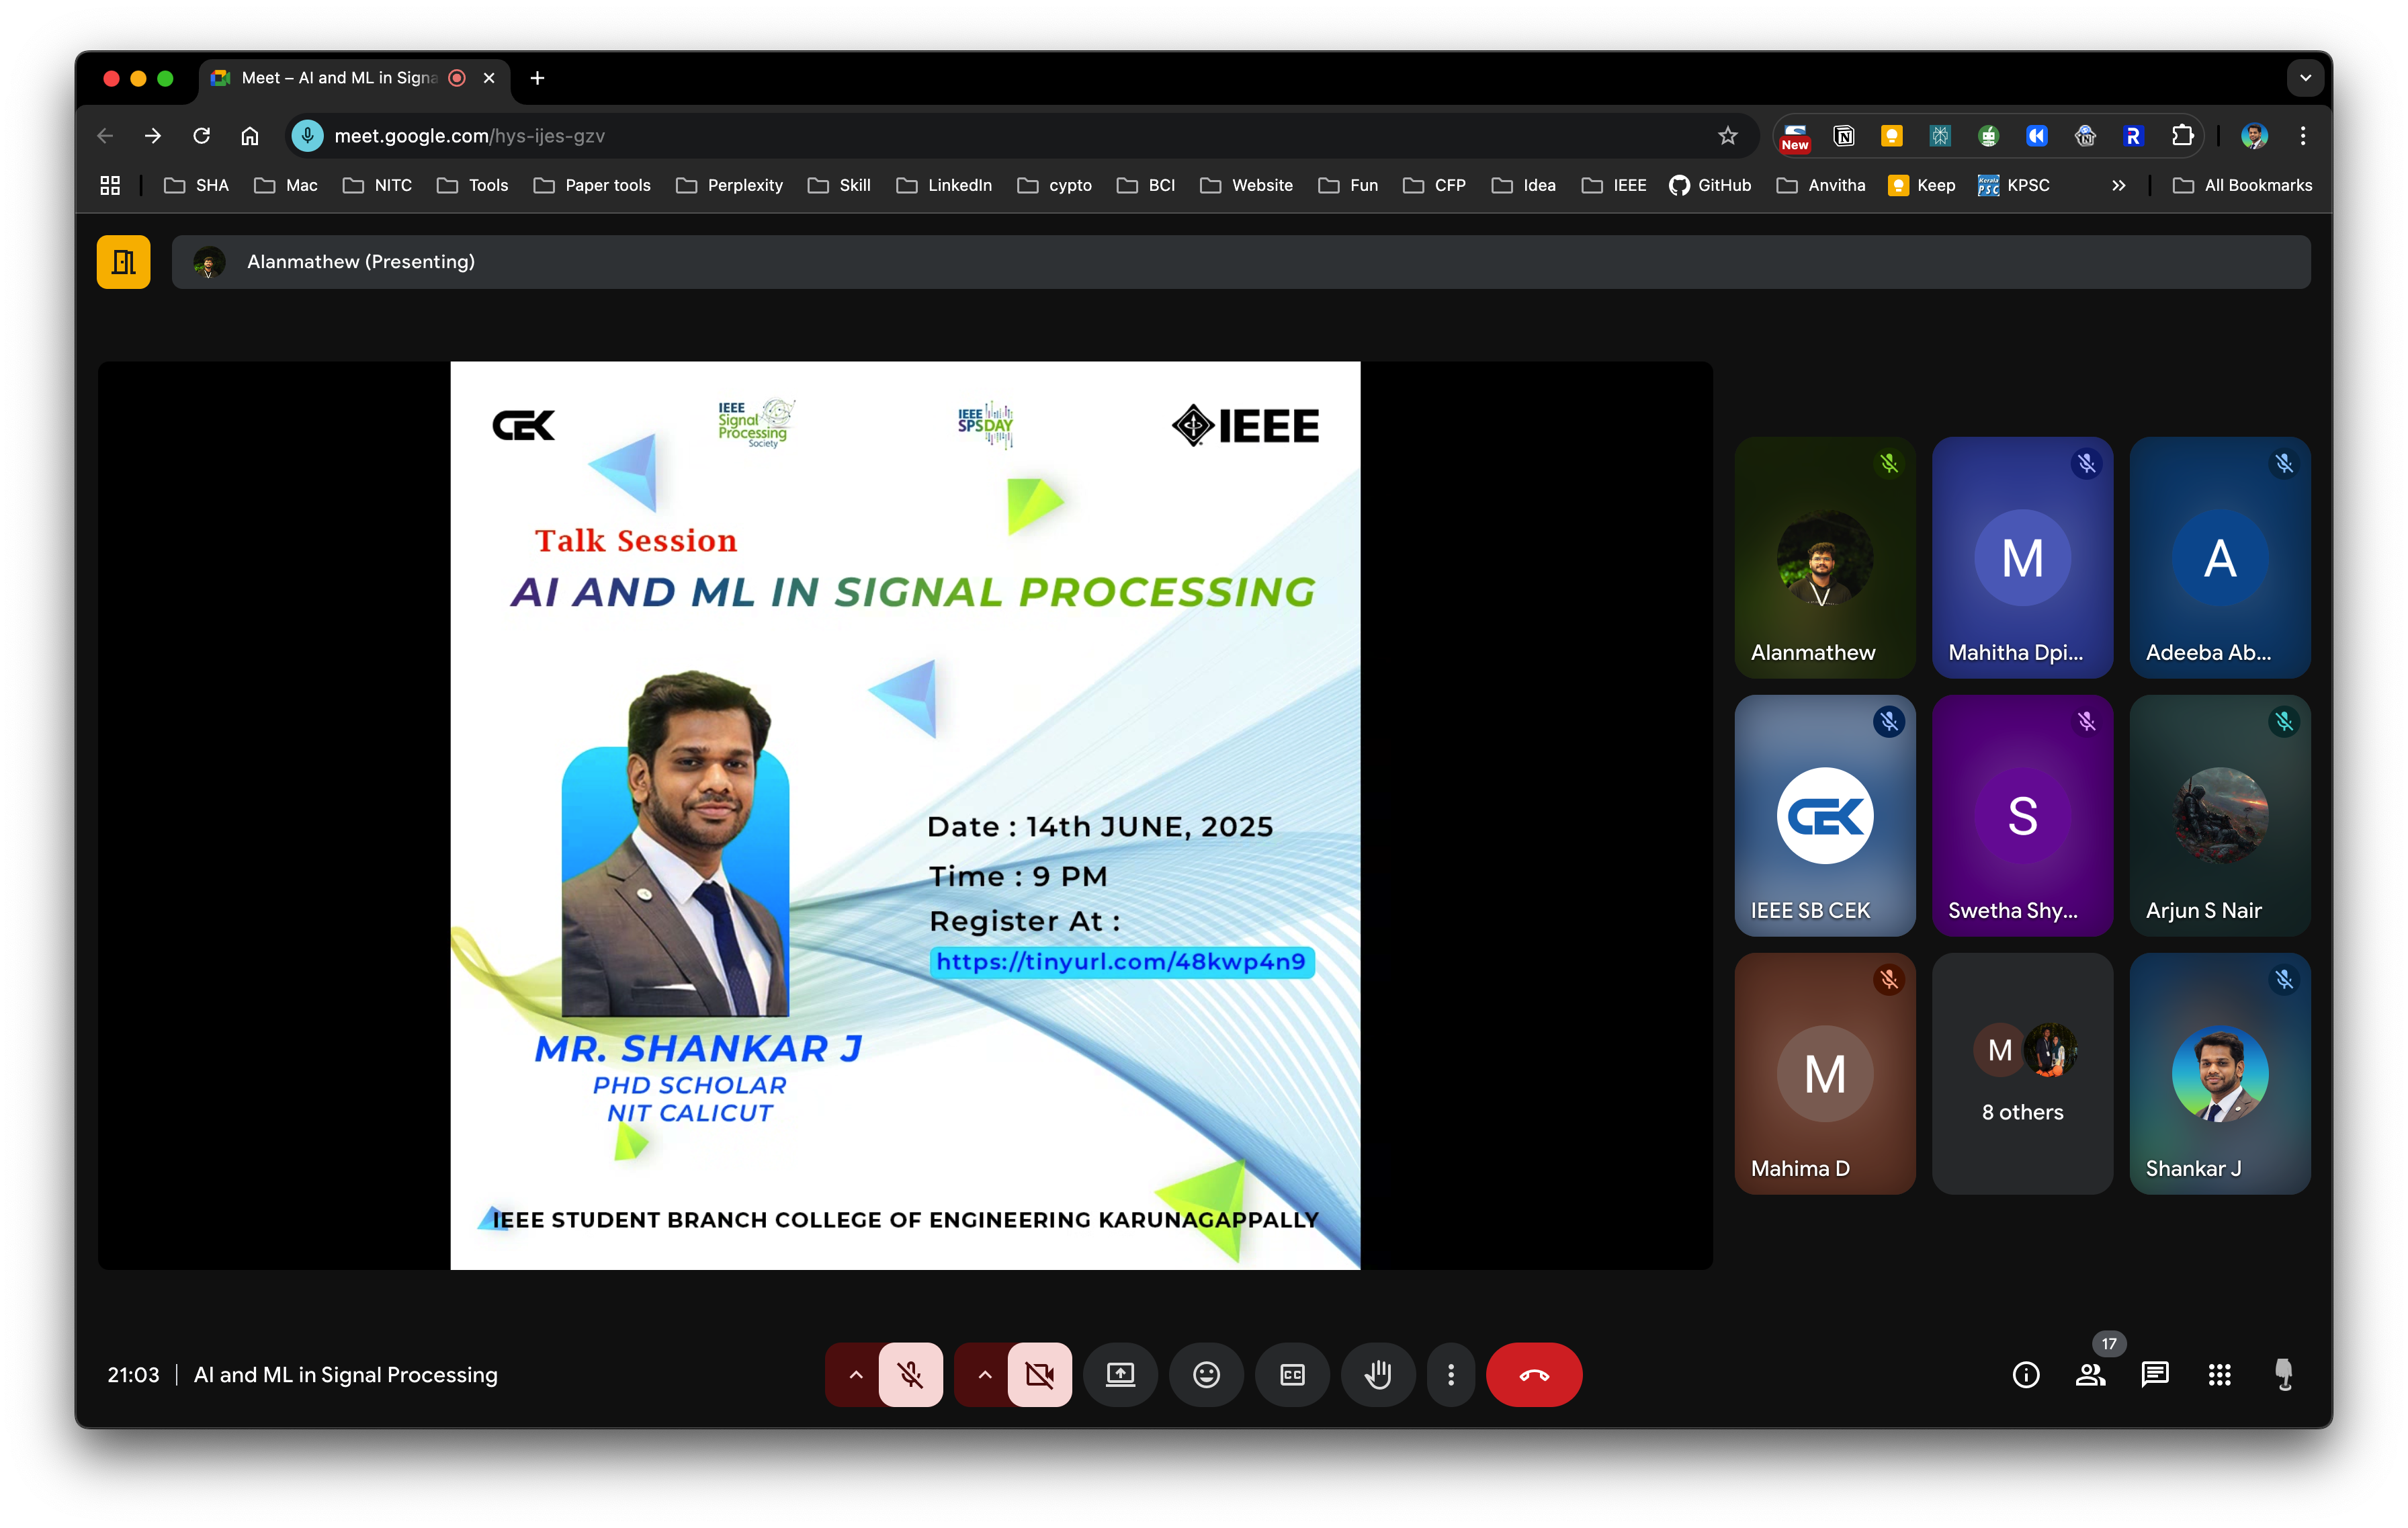 Meet – AI and ML in Signa
meet.google.com/hys-ijes-gzv
New
SHA
Mac
NITC
Tools
Paper tools
Perplexity
Skill
LinkedIn
cypto
BCI
Website
Fun
CFP
Idea
IEEE
GitHub
Anvitha
Keep
KPSC
All Bookmarks
Alanmathew (Presenting)
CEK
IEEE
Signal
Processing
Society
IEEE
SPSDAY
IEEE
Talk Session
AI AND ML IN SIGNAL PROCESSING
Date : 14th JUNE, 2025
Time : 9 PM
Register At :
https://tinyurl.com/48kwp4n9
MR. SHANKAR J
PHD SCHOLAR
NIT CALICUT
IEEE STUDENT BRANCH COLLEGE OF ENGINEERING KARUNAGAPPALLY
Alanmathew
M
Mahitha Dpi...
A
Adeeba Ab...
CEK
IEEE SB CEK
S
Swetha Shy...
Arjun S Nair
M
Mahima D
M
8 others
Shankar J
21:03 | AI and ML in Signal Processing
CC
17